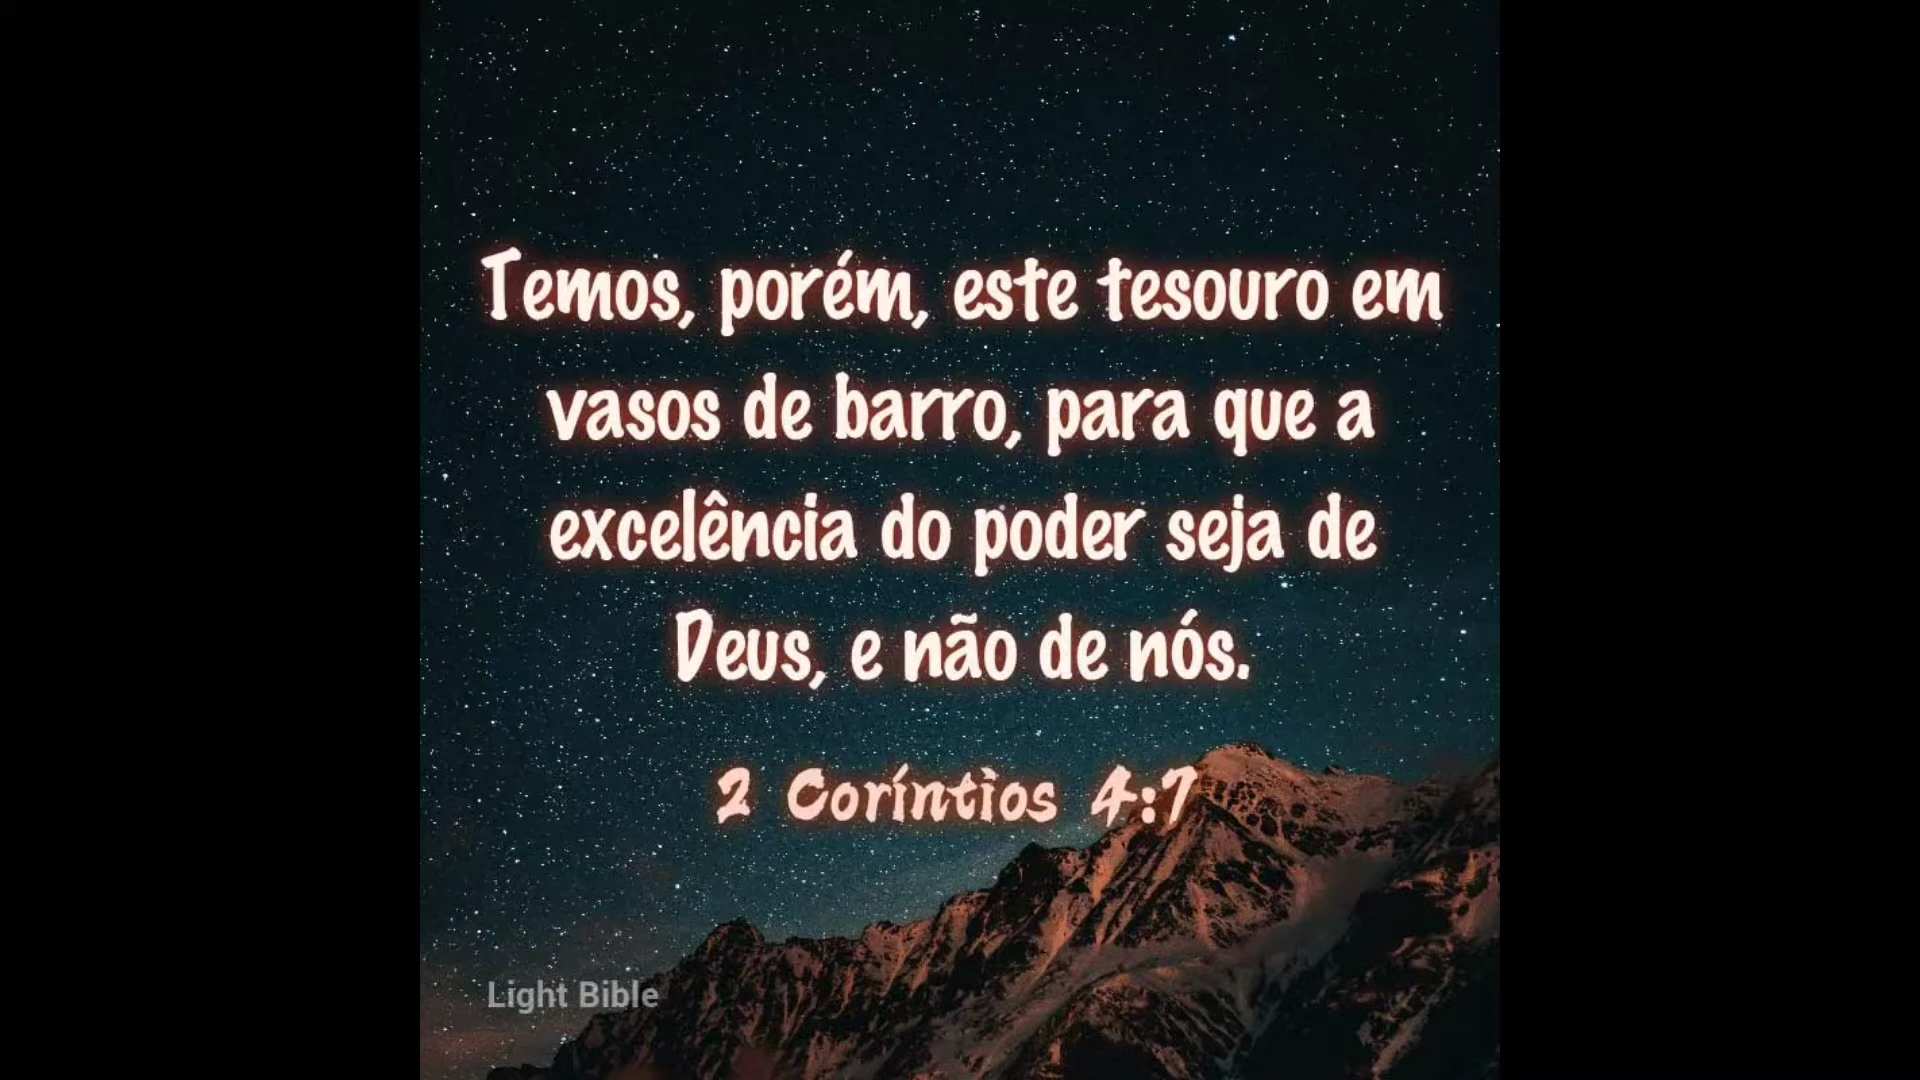 Temos, porém, este tesouro em
vasos de barro, para que a
excelência do poder seja de
Deus, e não de nós.
2 Coríntios 4:7
Light Bible